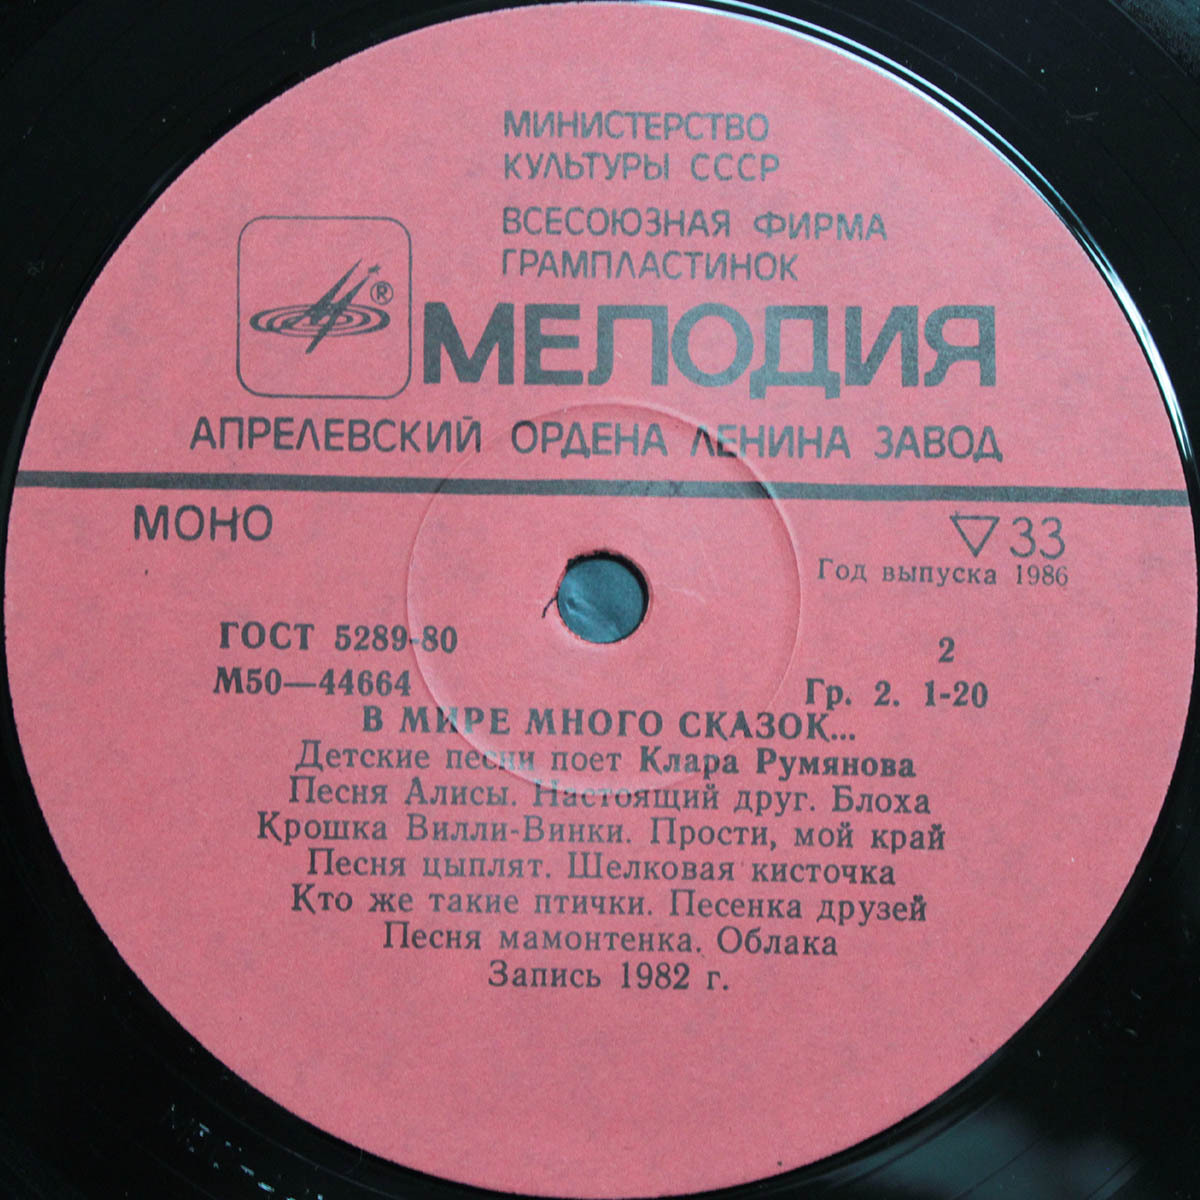 МИНИСТЕРСТВО
КУЛЬТУРЫ СССР
ВСЕСОЮЗНАЯ ФИРМА
ГРАМПЛАСТИНОК
®
МЕЛОДИЯ
АПРЕЛЕВСКИЙ ОРДЕНА ЛЕНИНА ЗАВОД
МОНО
33
Год выпуска 1986
ГОСТ 5289-80
2
М50—44664
Гр. 2. 1-20
В МИРЕ МНОГО СКАЗОК...
Детские песни поет Клара Румянова
Песня Алисы. Настоящий друг. Блоха
Крошка Вилли-Винки. Прости, мой край
Песня цыплят. Шелковая кисточка
Кто же такие птички. Песенка друзей
Песня мамонтенка. Облака
Запись 1982 г.